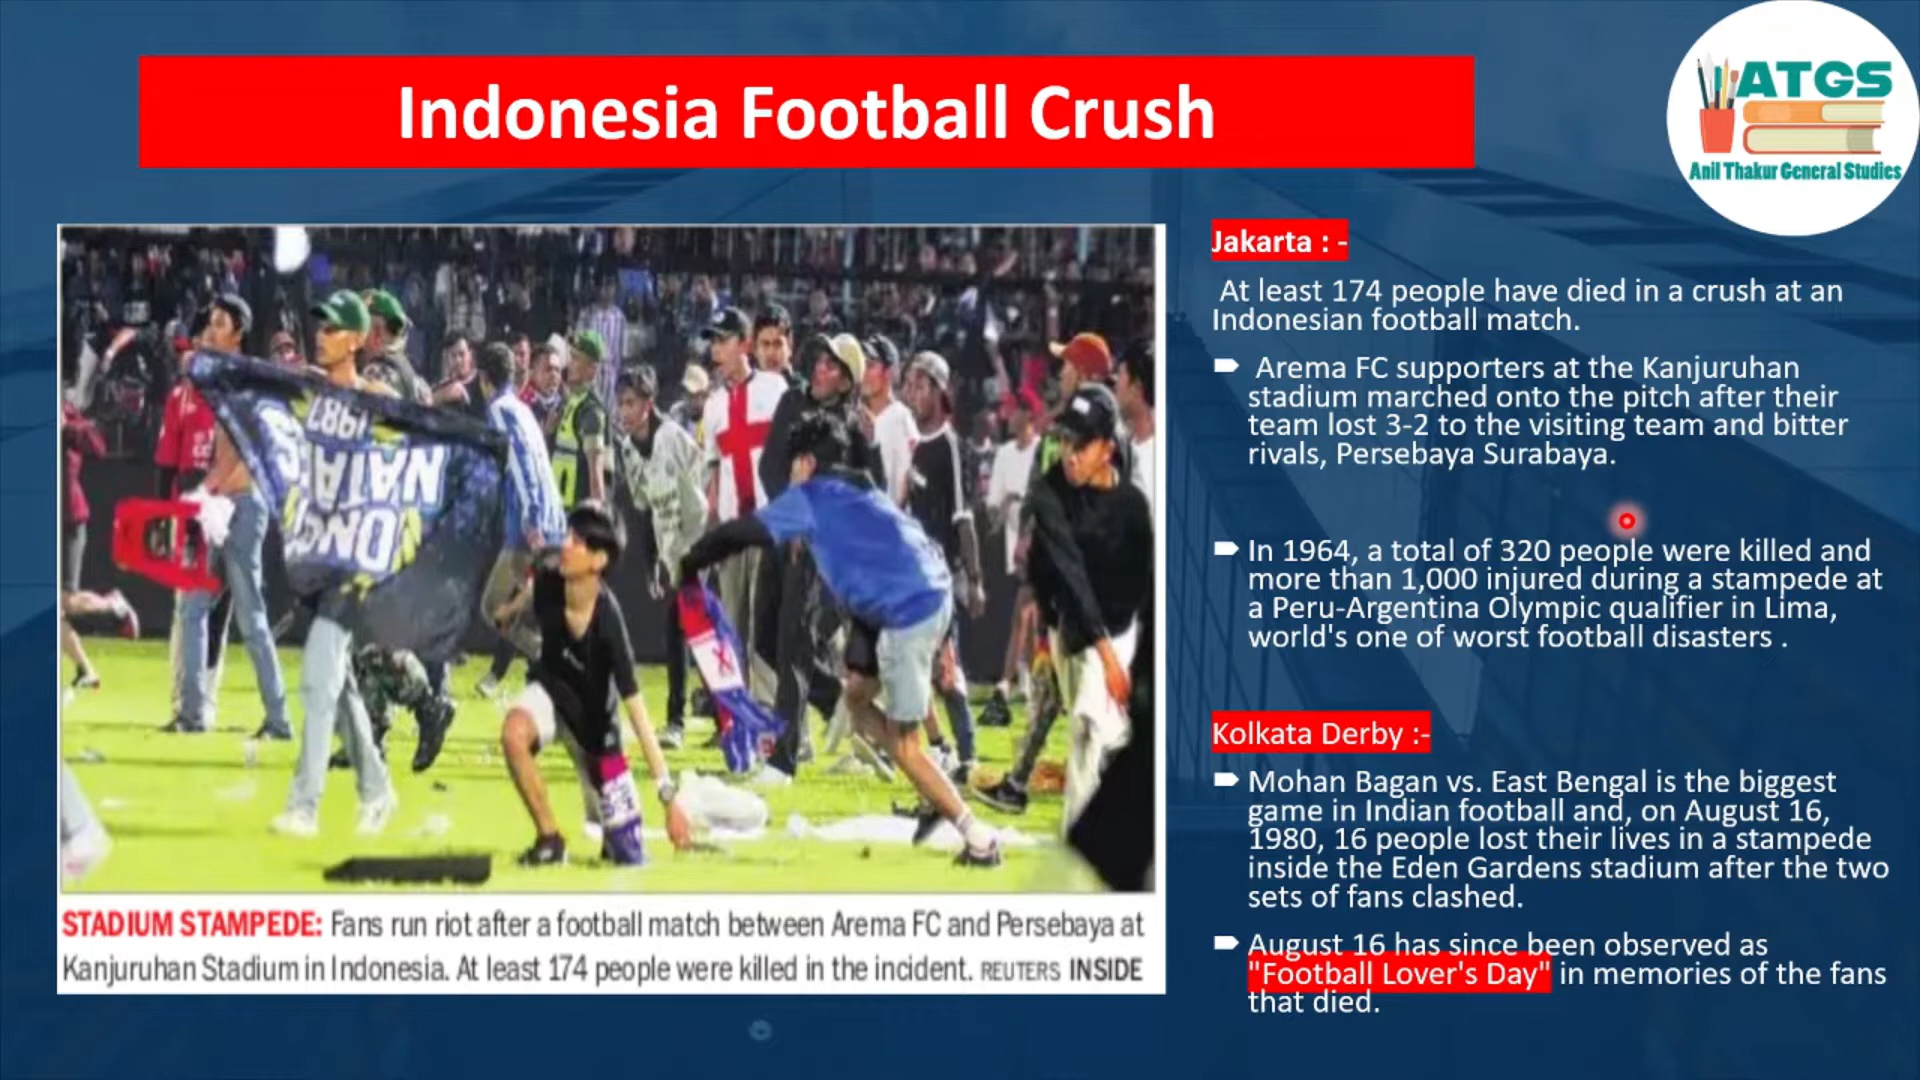 Indonesia Football Crush
ATGS
Anil Thakur General Studies
1987
STADIUM STAMPEDE: Fans run riot after a football match between Arema FC and Persebaya at
Kanjuruhan Stadium in Indonesia. At least 174 people were killed in the incident. REUTERS INSIDE
Jakarta : -
At least 174 people have died in a crush at an
Indonesian football match.
Arema FC supporters at the Kanjuruhan
stadium marched onto the pitch after their
team lost 3-2 to the visiting team and bitter
rivals, Persebaya Surabaya.
In 1964, a total of 320 people were killed and
more than 1,000 injured during a stampede at
a Peru-Argentina Olympic qualifier in Lima,
world's one of worst football disasters .
Kolkata Derby :-
Mohan Bagan vs. East Bengal is the biggest
game in Indian football and, on August 16,
1980, 16 people lost their lives in a stampede
inside the Eden Gardens stadium after the two
sets of fans clashed.
August 16 has since been observed as
"Football Lover's Day" in memories of the fans
that died.